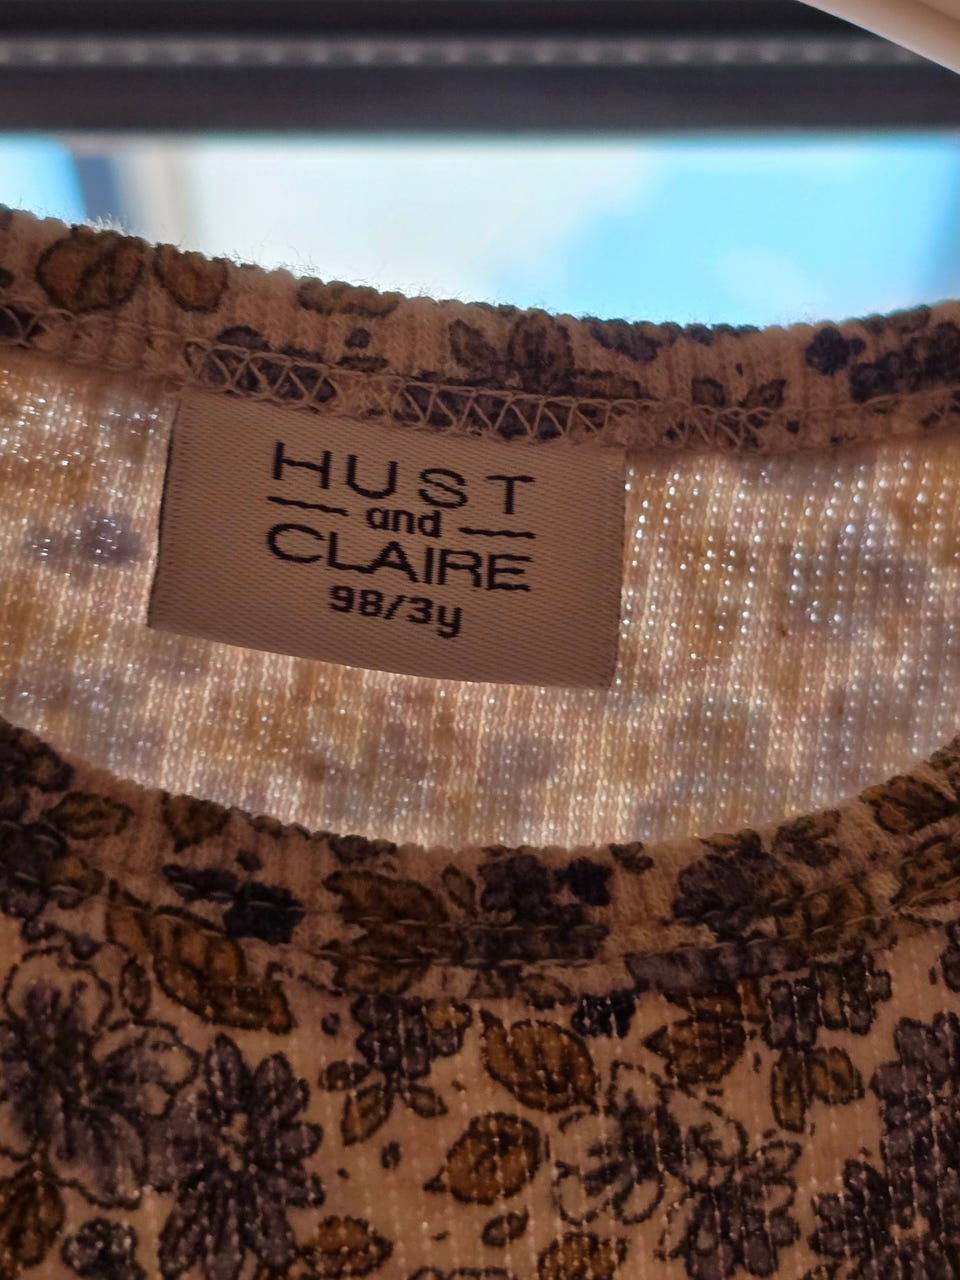 HUST
and
CLAIRE
98/3y